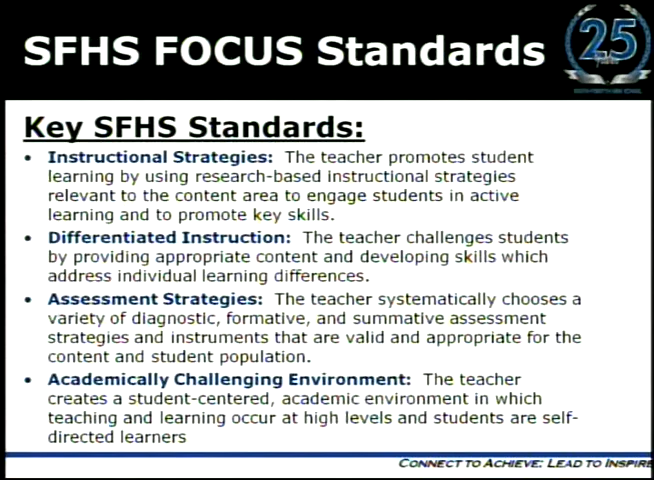 SFHS FOCUS Standards
25
Key SFHS Standards:
• Instructional Strategies: The teacher promotes student
learning by using research-based instructional strategies
relevant to the content area to engage students in active
learning and to promote key skills.
• Differentiated Instruction: The teacher challenges students
by providing appropriate content and developing skills which
address individual learning differences.
• Assessment Strategies: The teacher systematically chooses a
variety of diagnostic, formative, and summative assessment
strategies and instruments that are valid and appropriate for the
content and student population.
• Academically Challenging Environment: The teacher
creates a student-centered, academic environment in which
teaching and learning occur at high levels and students are self-
directed learners
CONNECT TO ACHIEVE; LEAD TO INSPIRE